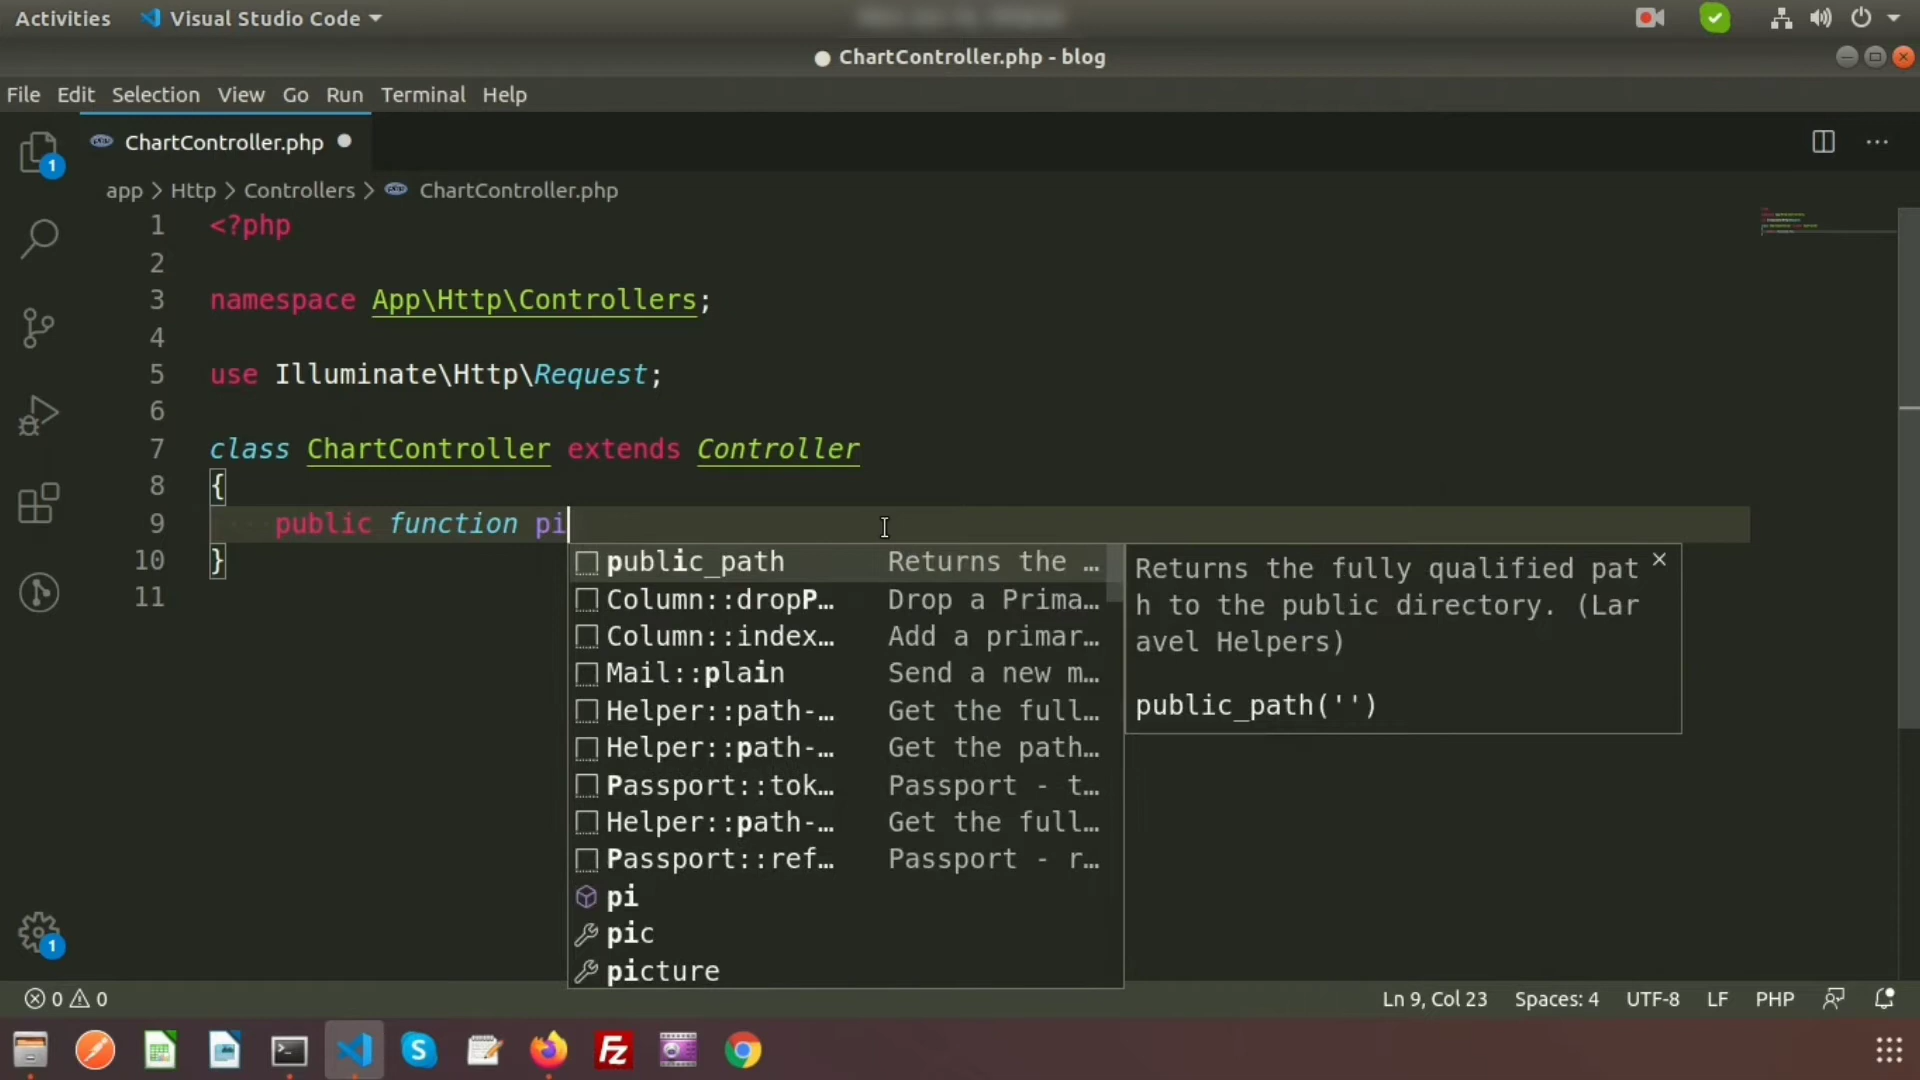 Activities Visual Studio Code
ChartController.php - blog
File Edit Selection View Go Run Terminal Help
1 ChartController.php
app > Http > Controllers > ChartController.php
1 <?php
2
3 namespace App\Http\Controllers;
4
5 use Illuminate\Http\Request;
6
7 class ChartController extends Controller
8 {
9 public function pi
10 }
11
public_path Returns the …
Column::dropP… Drop a Prima…
Column::index… Add a primar…
Mail::plain Send a new m…
Helper::path-… Get the full…
Helper::path-… Get the path…
Passport::tok… Passport - t…
Helper::path-… Get the full…
Passport::ref… Passport - r…
pi
pic
picture
Returns the fully qualified pat
h to the public directory. (Lar
avel Helpers)
public_path('')
1
0 0 Ln 9, Col 23 Spaces: 4 UTF-8 LF PHP
S
FZ